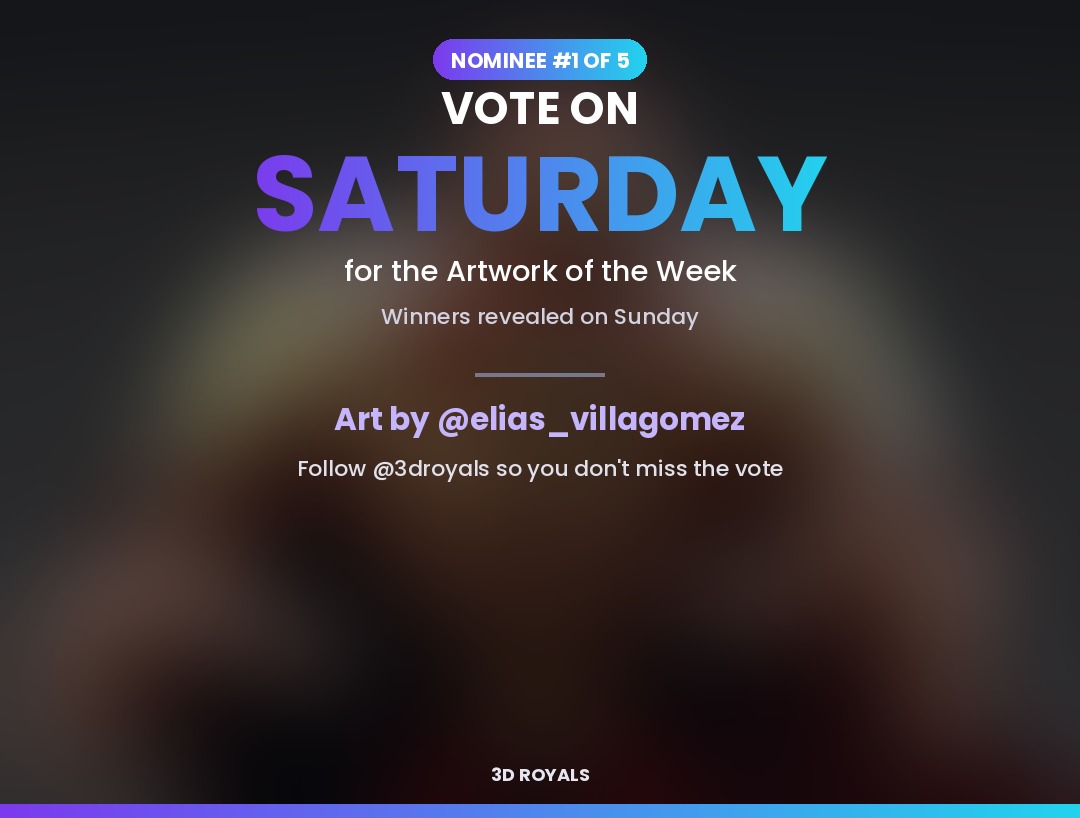 NOMINEE #1 OF 5
VOTE ON
SATURDAY
for the Artwork of the Week
Winners revealed on Sunday
Art by @elias_villagomez
Follow @3droyals so you don't miss the vote
3D ROYALS